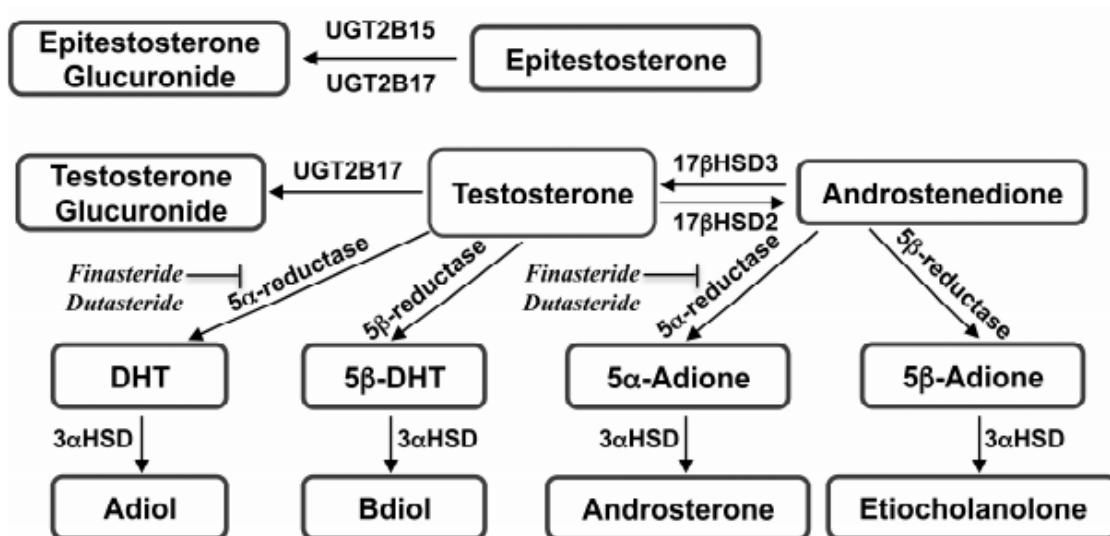 UGT2B15
Epitestosterone
Glucuronide
Epitestosterone
UGT2B17
Testosterone
Glucuronide
UGT2B17
Testosterone
17βHSD3
17βHSD2
Androstenedione
Finasteride
Dutasteride
5α-reductase
5β-reductase
Finasteride
Dutasteride
5α-reductase
5β-reductase
DHT
5β-DHT
5α-Adione
5β-Adione
3αHSD
3αHSD
3αHSD
3αHSD
Adiol
Bdiol
Androsterone
Etiocholanolone